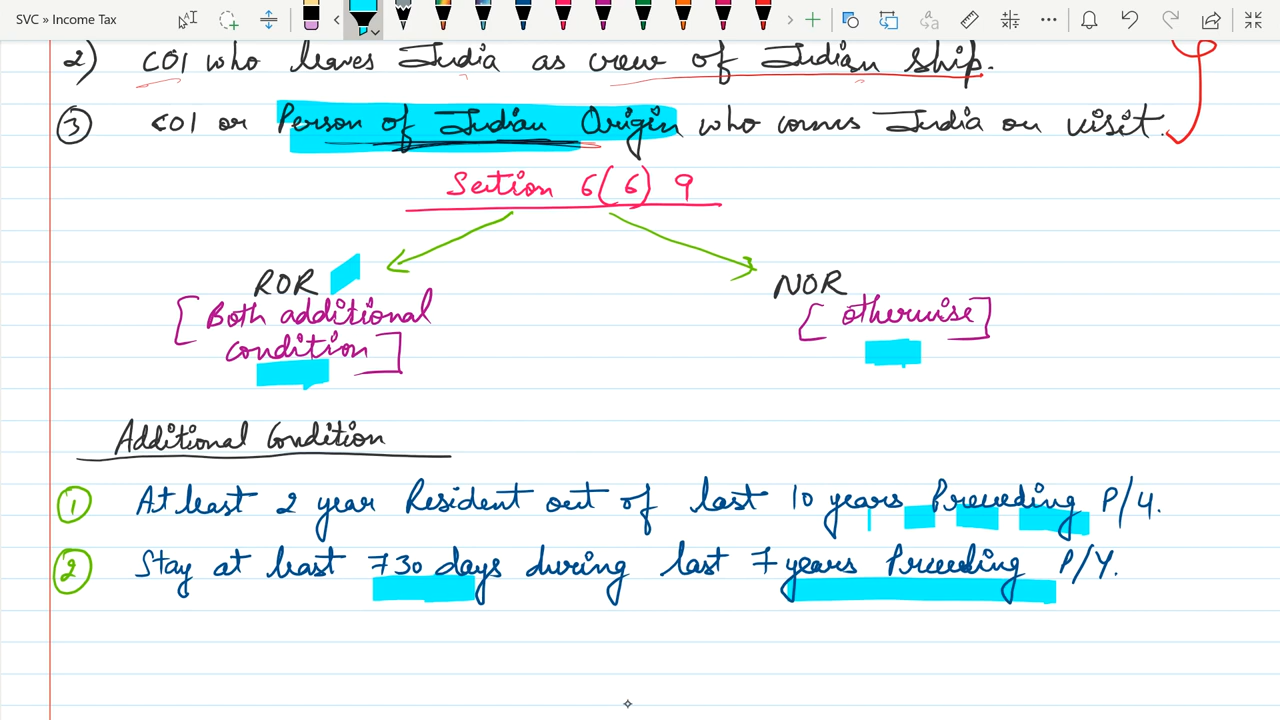 SVC » Income Tax
2) COI who leaves India as crew of Indian ship.
③ COI or Person of Indian Origin who comes India on visit.
Section 6(6) 9
ROR NOR
[Both additional [otherwise]
condition]
Additional Condition
① At least 2 year Resident out of last 10 years Preceding P/Y.
② Stay at least 730 days during last 7 years Preceding P/Y.